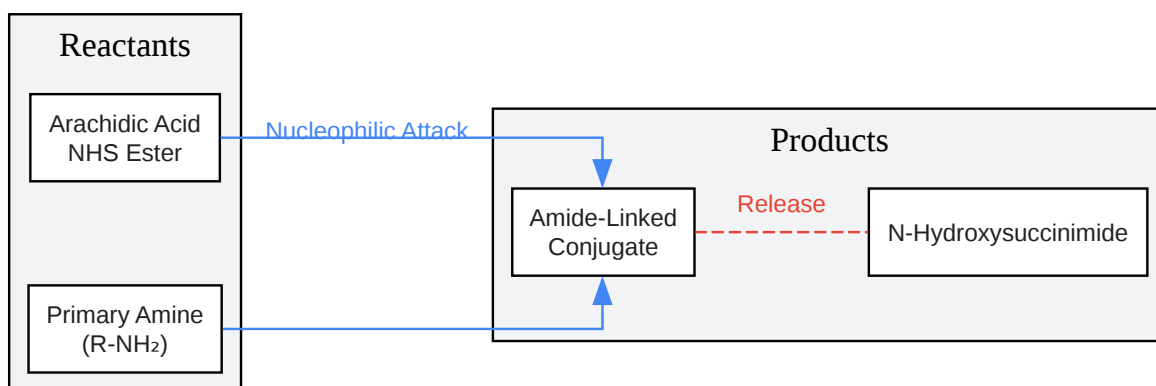 Reactants
Arachidic Acid
NHS Ester
Nucleophilic Attack
Primary Amine
(R-NH₂)
Products
Amide-Linked
Conjugate
Release
N-Hydroxysuccinimide